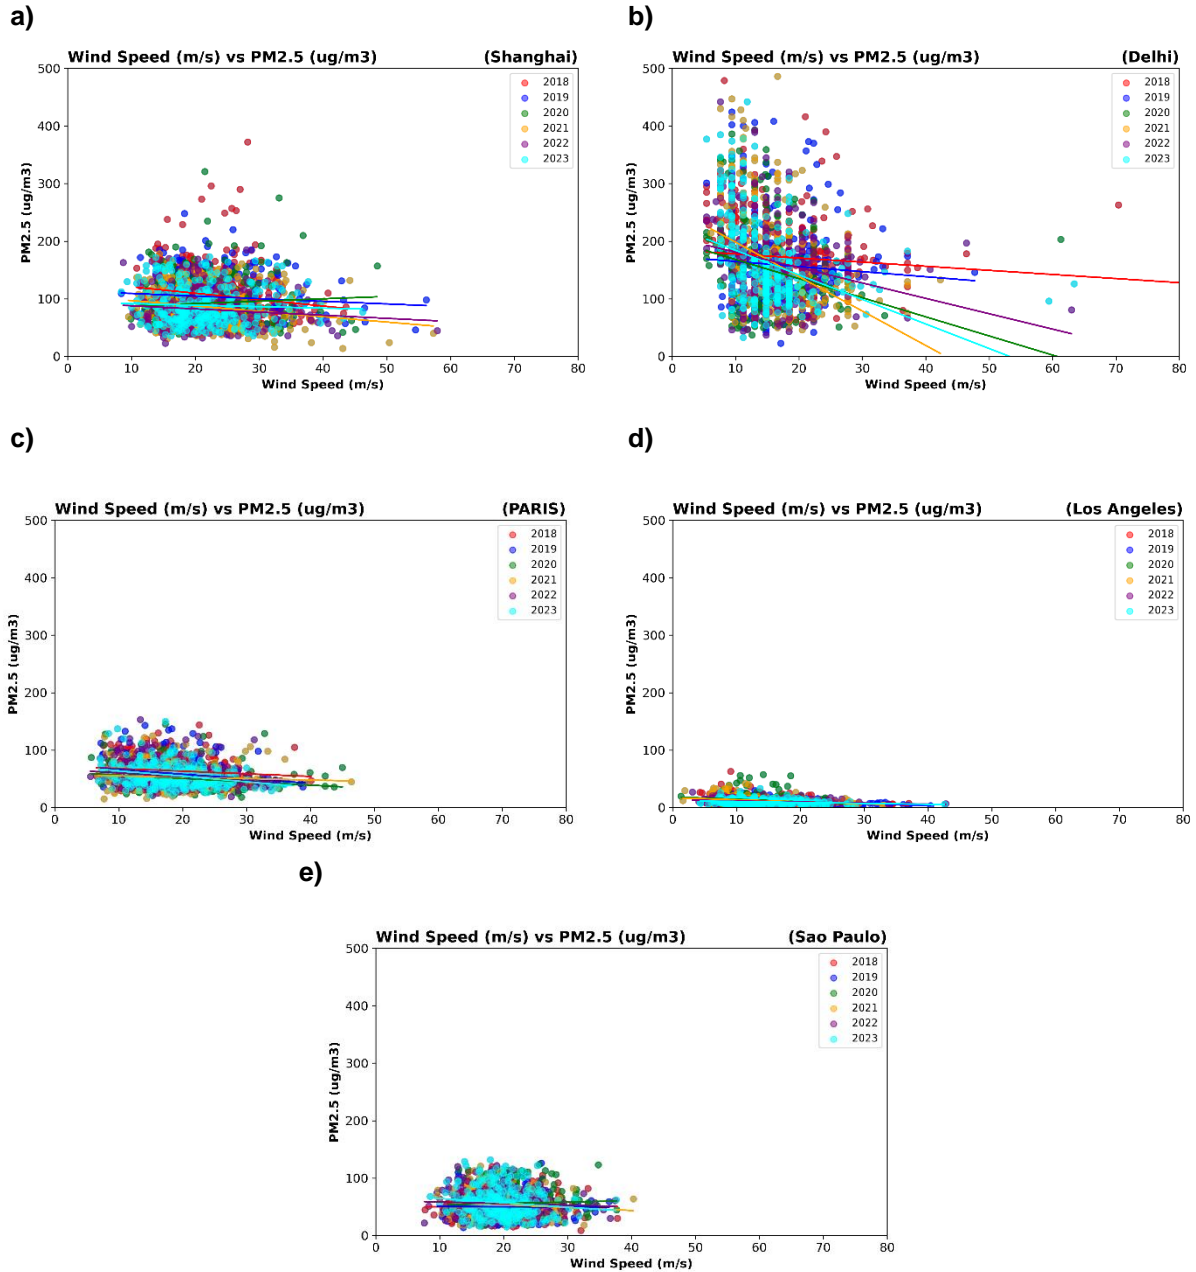 a)
Wind Speed (m/s) vs PM2.5 (ug/m3) (Shanghai)
500
400
300
200
100
0
PM2.5 (ug/m3)
2018
2019
2020
2021
2022
2023
0 10 20 30 40 50 60 70 80
Wind Speed (m/s)
b)
Wind Speed (m/s) vs PM2.5 (ug/m3) (Delhi)
500
400
300
200
100
0
PM2.5 (ug/m3)
2018
2019
2020
2021
2022
2023
0 10 20 30 40 50 60 70 80
Wind Speed (m/s)
c)
Wind Speed (m/s) vs PM2.5 (ug/m3) (PARIS)
500
400
300
200
100
0
PM2.5 (ug/m3)
2018
2019
2020
2021
2022
2023
0 10 20 30 40 50 60 70 80
Wind Speed (m/s)
d)
Wind Speed (m/s) vs PM2.5 (ug/m3) (Los Angeles)
500
400
300
200
100
0
PM2.5 (ug/m3)
2018
2019
2020
2021
2022
2023
0 10 20 30 40 50 60 70 80
Wind Speed (m/s)
e)
Wind Speed (m/s) vs PM2.5 (ug/m3) (Sao Paulo)
500
400
300
200
100
0
PM2.5 (ug/m3)
2018
2019
2020
2021
2022
2023
0 10 20 30 40 50 60 70 80
Wind Speed (m/s)